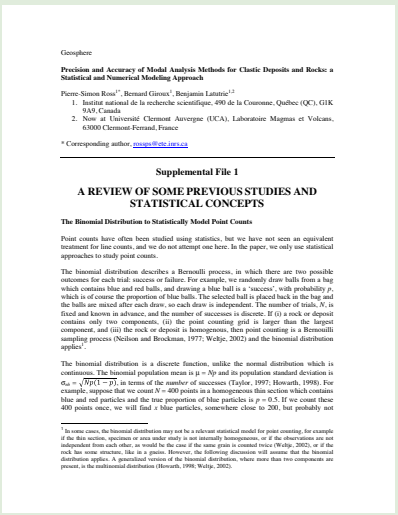 Geosphere
Precision and Accuracy of Modal Analysis Methods for Clastic Deposits and Rocks: a
Statistical and Numerical Modeling Approach
Pierre-Simon Ross¹*, Bernard Giroux¹, Benjamin Latutrie¹,²
1. Institut national de la recherche scientifique, 490 de la Couronne, Québec (QC), G1K
9A9, Canada
2. Now at Université Clermont Auvergne (UCA), Laboratoire Magmas et Volcans,
63000 Clermont-Ferrand, France
* Corresponding author, rossps@ete.inrs.ca
Supplemental File 1
A REVIEW OF SOME PREVIOUS STUDIES AND
STATISTICAL CONCEPTS
The Binomial Distribution to Statistically Model Point Counts
Point counts have often been studied using statistics, but we have not seen an equivalent
treatment for line counts, and we do not attempt one here. In the paper, we only use statistical
approaches to study point counts.
The binomial distribution describes a Bernoulli process, in which there are two possible
outcomes for each trial: success or failure. For example, we randomly draw balls from a bag
which contains blue and red balls, and drawing a blue ball is a ‘success’, with probability p,
which is of course the proportion of blue balls. The selected ball is placed back in the bag and
the balls are mixed after each draw, so each draw is independent. The number of trials, N, is
fixed and known in advance, and the number of successes is discrete. If (i) a rock or deposit
contains only two components, (ii) the point counting grid is larger than the largest
component, and (iii) the rock or deposit is homogenous, then point counting is a Bernoulli
sampling process (Neilson and Brockman, 1977; Weltje, 2002) and the binomial distribution
applies¹.
The binomial distribution is a discrete function, unlike the normal distribution which is
continuous. The binomial population mean is μ = Np and its population standard deviation is
= √Np(1 − p), in terms of the number of successes (Taylor, 1997; Howarth, 1998). For
example, suppose that we count N = 400 points in a homogeneous thin section which contains
blue and red particles and the true proportion of blue particles is p = 0.5. If we count these
400 points once, we will find x blue particles, somewhere close to 200, but probably not
¹ In some cases, the binomial distribution may not be a relevant statistical model for point counting, for example
if the thin section, specimen or area under study is not internally homogeneous, or if the observations are not
independent from each other, as would be the case if the same grain is counted twice (Weltje, 2002), or if the
rock has some structure, like in a gneiss. However, the following discussion will assume that the binomial
distribution applies. A generalized version of the binomial distribution, where more than two components are
present, is the multinomial distribution (Howarth, 1998; Weltje, 2002).